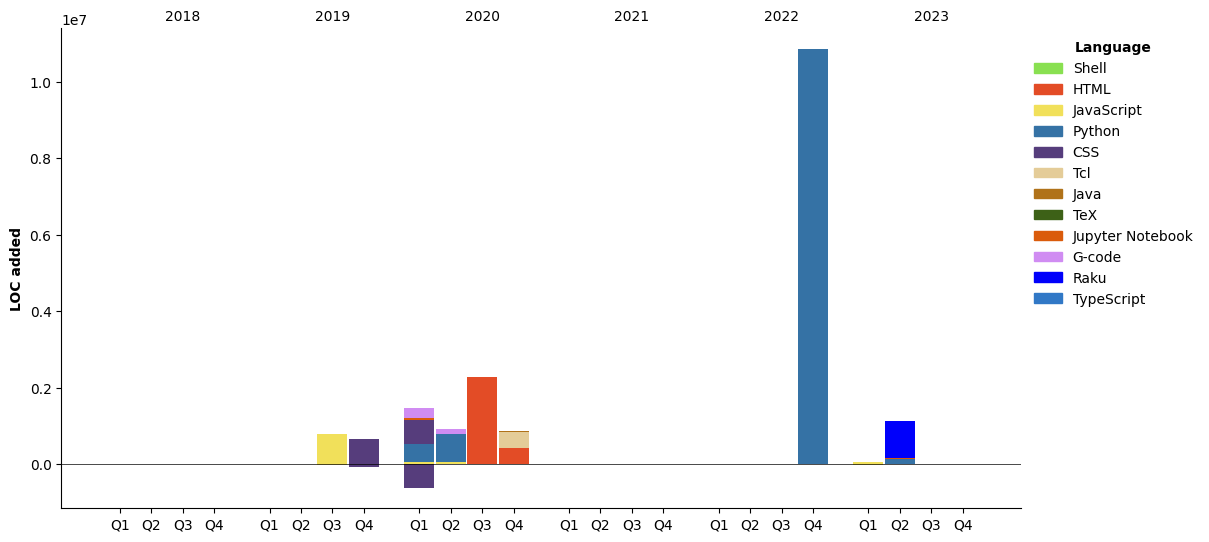 1e7
2018 2019 2020 2021 2022 2023
Language
Shell
HTML
JavaScript
Python
CSS
Tcl
Java
TeX
Jupyter Notebook
G-code
Raku
TypeScript
LOC added
1.0
0.8
0.6
0.4
0.2
0.0
Q1 Q2 Q3 Q4 Q1 Q2 Q3 Q4 Q1 Q2 Q3 Q4 Q1 Q2 Q3 Q4 Q1 Q2 Q3 Q4 Q1 Q2 Q3 Q4